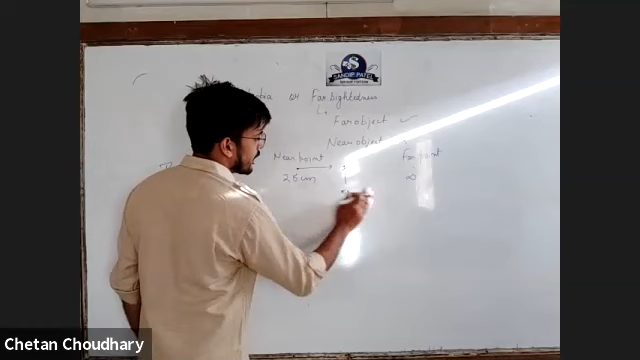 SANDIP PATEL
or Farsightedness
Far object ✓
Near object
Near point
Far point
25 cm
∞
Chetan Choudhary